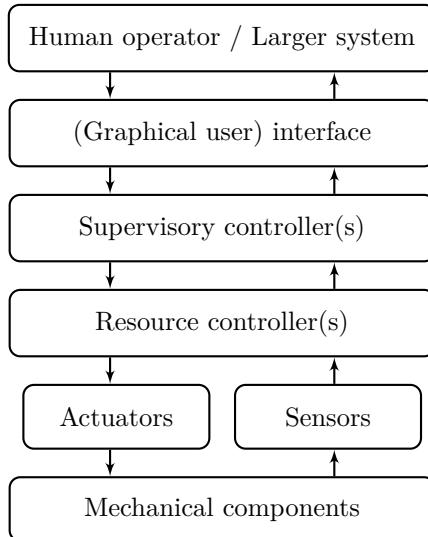 Human operator / Larger system
(Graphical user) interface
Supervisory controller(s)
Resource controller(s)
Actuators
Sensors
Mechanical components